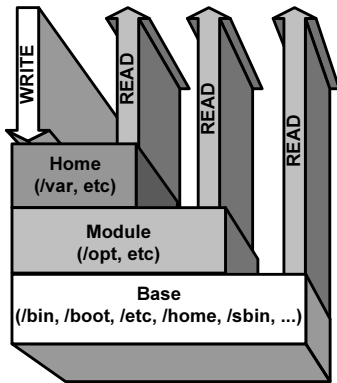 WRITE
READ
READ
READ
Home
(/var, etc)
Module
(/opt, etc)
Base
(/bin, /boot, /etc, /home, /sbin, ...)